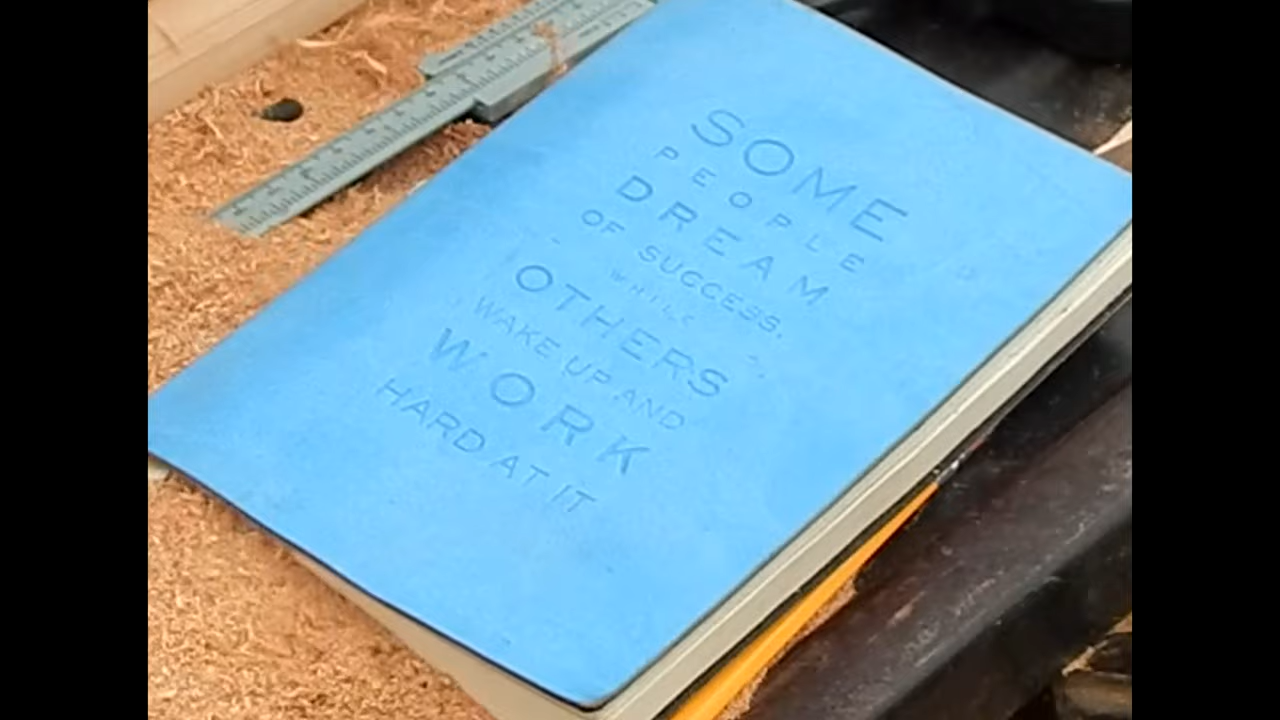 SOME
PEOPLE
DREAM
OF SUCCESS,
WHILE
OTHERS
WAKE UP AND
WORK
HARD AT IT